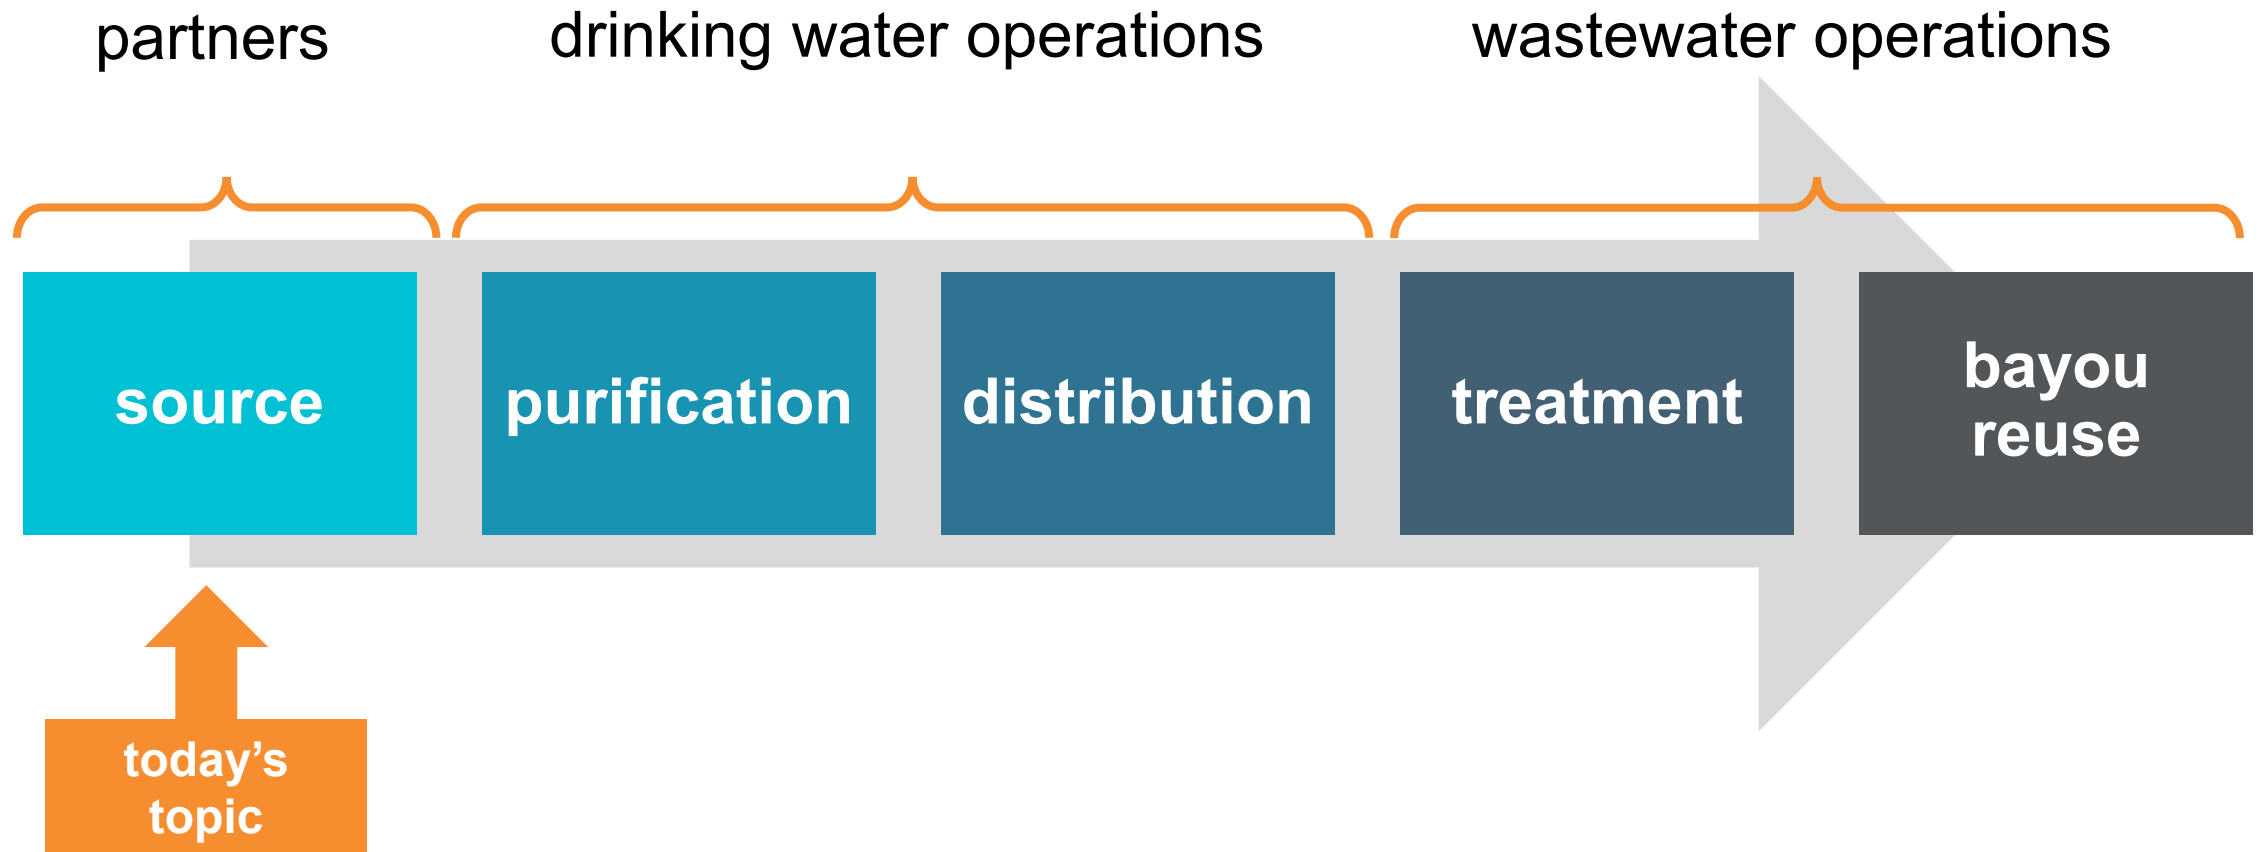 partners
drinking water operations
wastewater operations
source
purification
distribution
treatment
bayou
reuse
today’s
topic